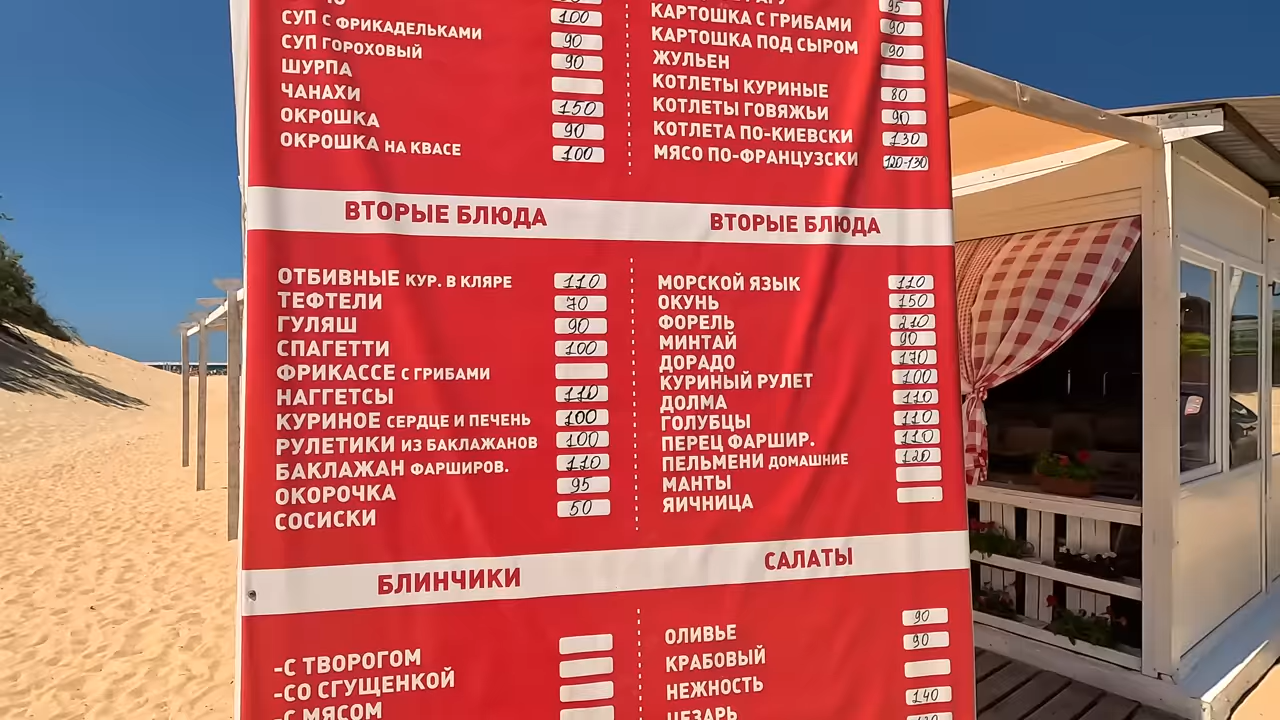 СУП С ФРИКАДЕЛЬКАМИ 90
СУП ГОРОХОВЫЙ 90
ШУРПА
ЧАНАХИ 150
ОКРОШКА 90
ОКРОШКА НА КВАСЕ 100
95
КАРТОШКА С ГРИБАМИ 90
КАРТОШКА ПОД СЫРОМ 90
ЖУЛЬЕН
КОТЛЕТЫ КУРИНЫЕ 80
КОТЛЕТЫ ГОВЯЖЬИ 90
КОТЛЕТА ПО-КИЕВСКИ 130
МЯСО ПО-ФРАНЦУЗСКИ 120-130
ВТОРЫЕ БЛЮДА
ОТБИВНЫЕ КУР. В КЛЯРЕ 110
ТЕФТЕЛИ 70
ГУЛЯШ 90
СПАГЕТТИ 100
ФРИКАССЕ С ГРИБАМИ
НАГГЕТСЫ 110
КУРИНОЕ СЕРДЦЕ И ПЕЧЕНЬ 100
РУЛЕТИКИ ИЗ БАКЛАЖАНОВ 100
БАКЛАЖАН ФАРШИРОВ. 110
ОКОРОЧКА 95
СОСИСКИ 50
ВТОРЫЕ БЛЮДА
МОРСКОЙ ЯЗЫК 110
ОКУНЬ 150
ФОРЕЛЬ 210
МИНТАЙ 90
ДОРАДО 170
КУРИНЫЙ РУЛЕТ 100
ДОЛМА 110
ГОЛУБЦЫ 110
ПЕРЕЦ ФАРШИР. 110
ПЕЛЬМЕНИ ДОМАШНИЕ 120
МАНТЫ
ЯИЧНИЦА
БЛИНЧИКИ
-С ТВОРОГОМ
-СО СГУЩЕНКОЙ
-С МЯСОМ
САЛАТЫ
ОЛИВЬЕ 90
КРАБОВЫЙ 90
НЕЖНОСТЬ
ЦЕЗАРЬ 140